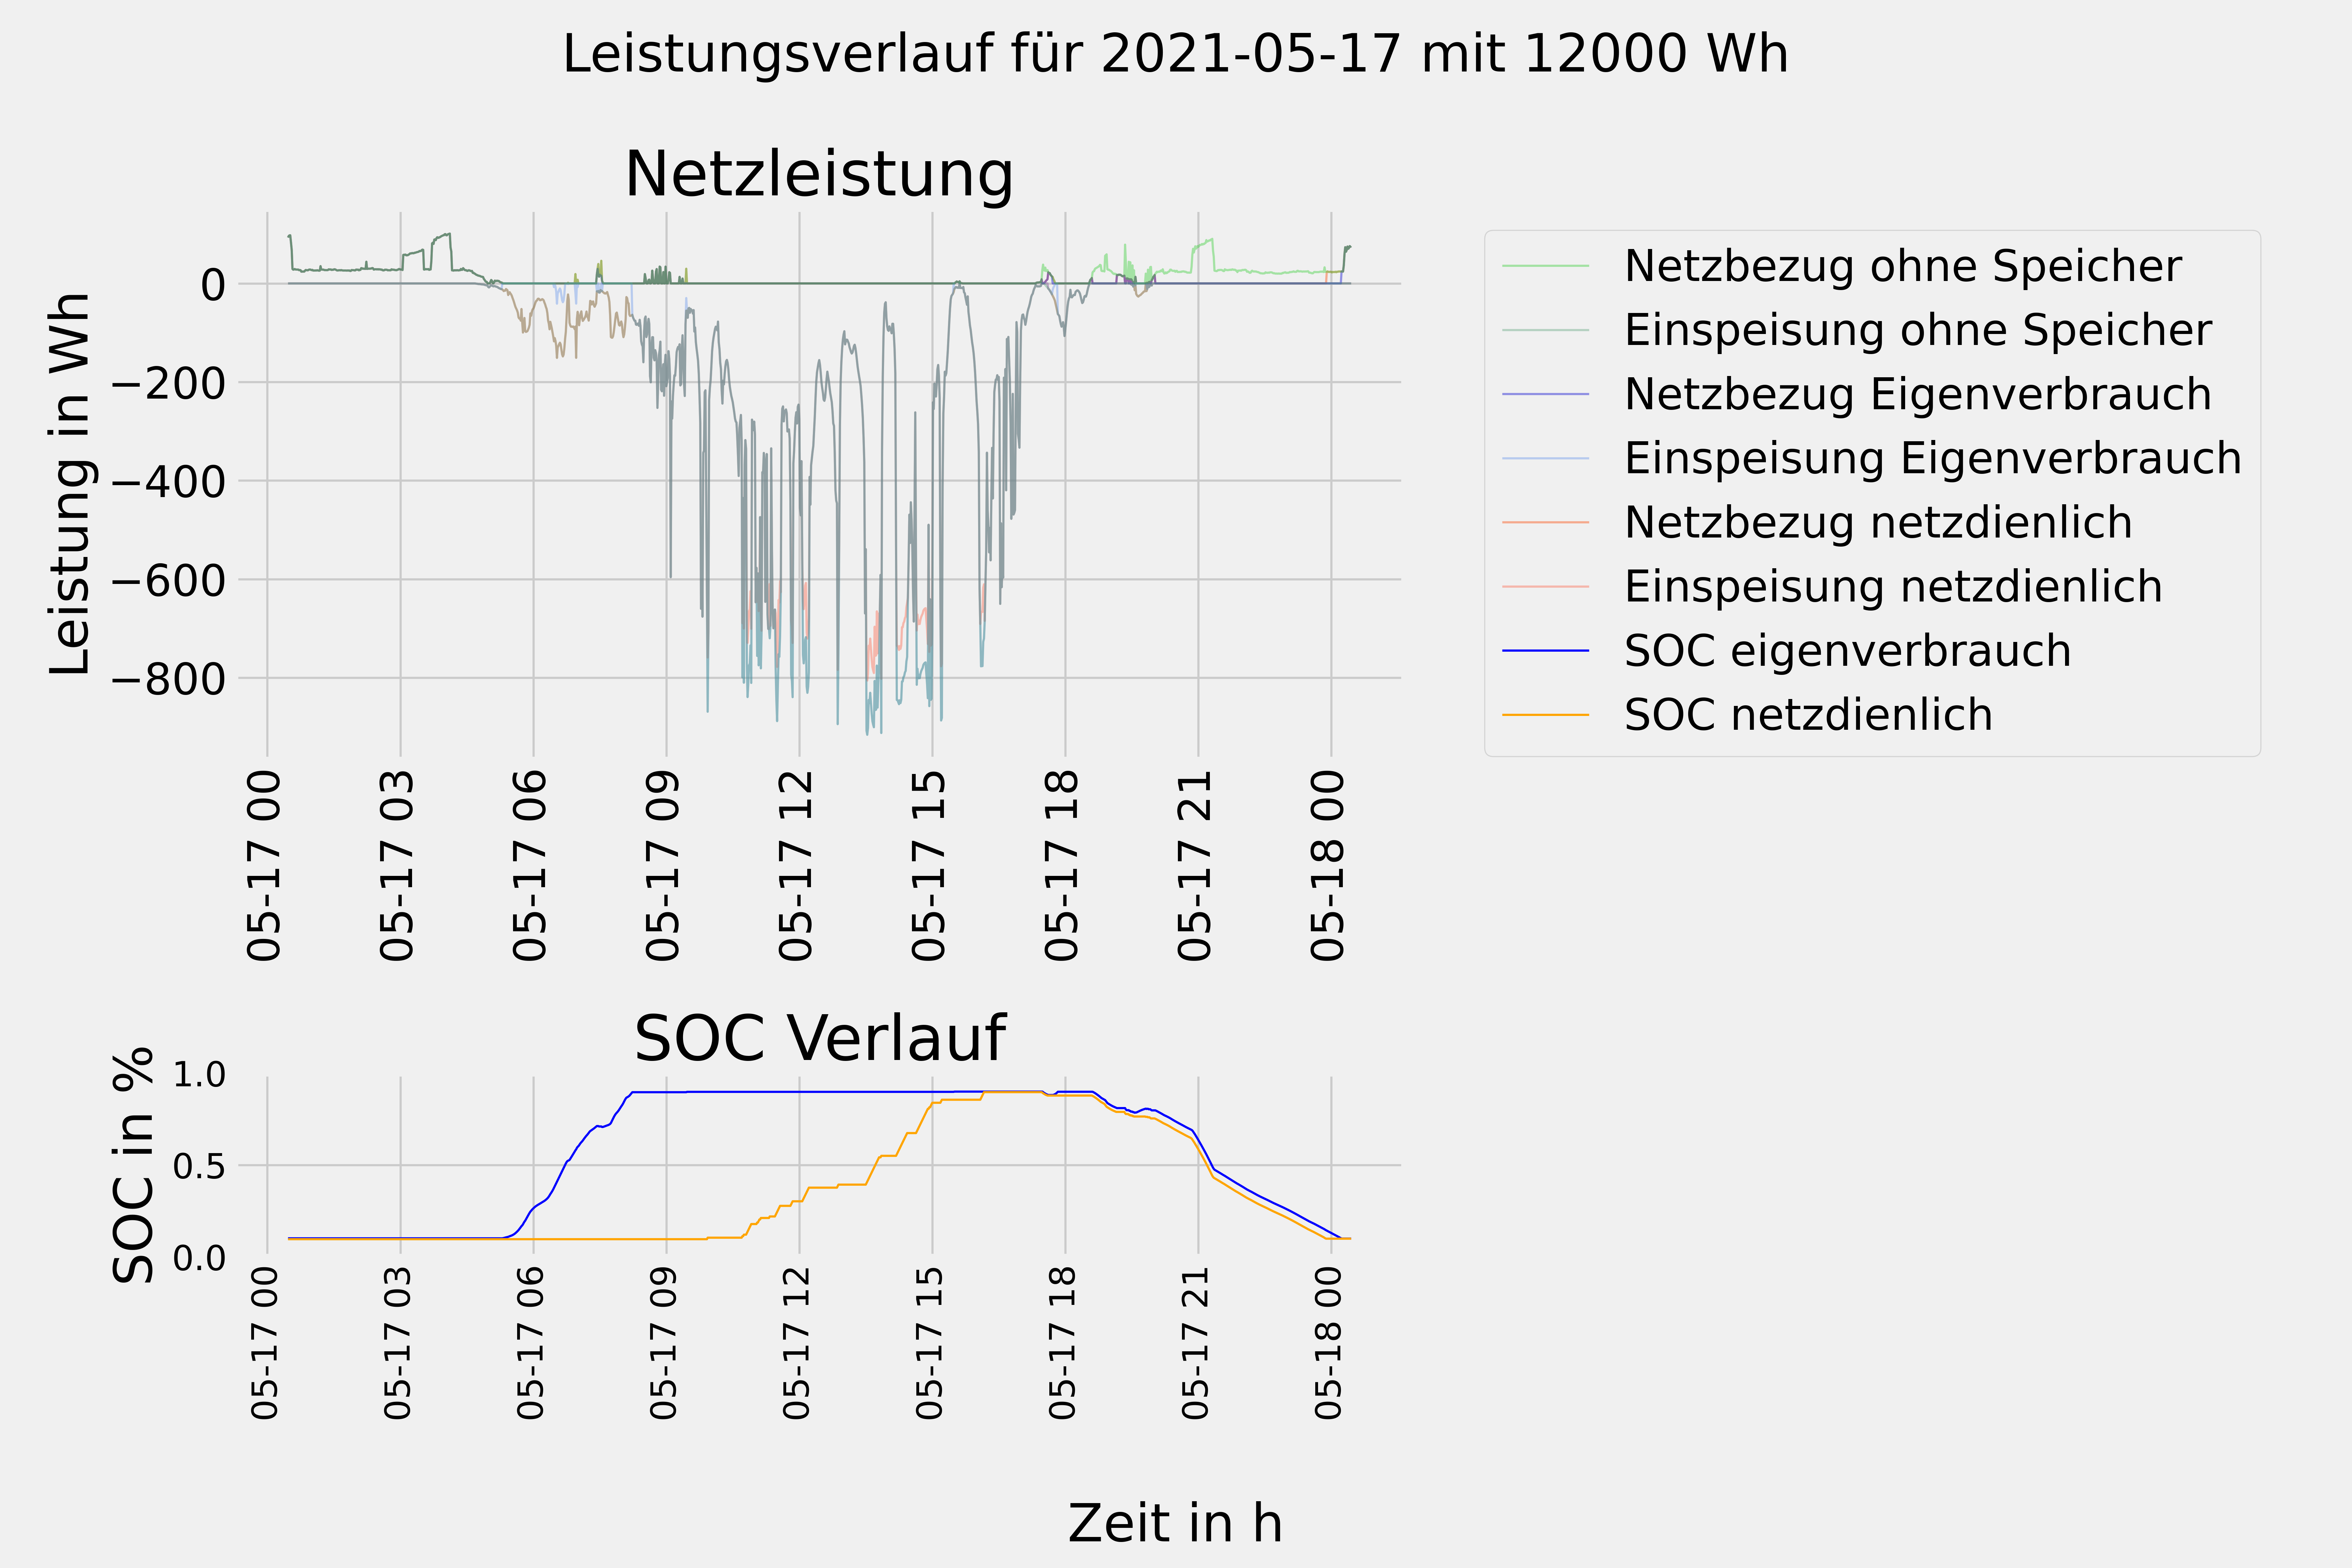 Leistungsverlauf für 2021-05-17 mit 12000 Wh
Netzleistung
Leistung in Wh
0
−200
−400
−600
−800
05-17 00
05-17 03
05-17 06
05-17 09
05-17 12
05-17 15
05-17 18
05-17 21
05-18 00
Netzbezug ohne Speicher
Einspeisung ohne Speicher
Netzbezug Eigenverbrauch
Einspeisung Eigenverbrauch
Netzbezug netzdienlich
Einspeisung netzdienlich
SOC eigenverbrauch
SOC netzdienlich
SOC Verlauf
SOC in %
1.0
0.5
0.0
05-17 00
05-17 03
05-17 06
05-17 09
05-17 12
05-17 15
05-17 18
05-17 21
05-18 00
Zeit in h